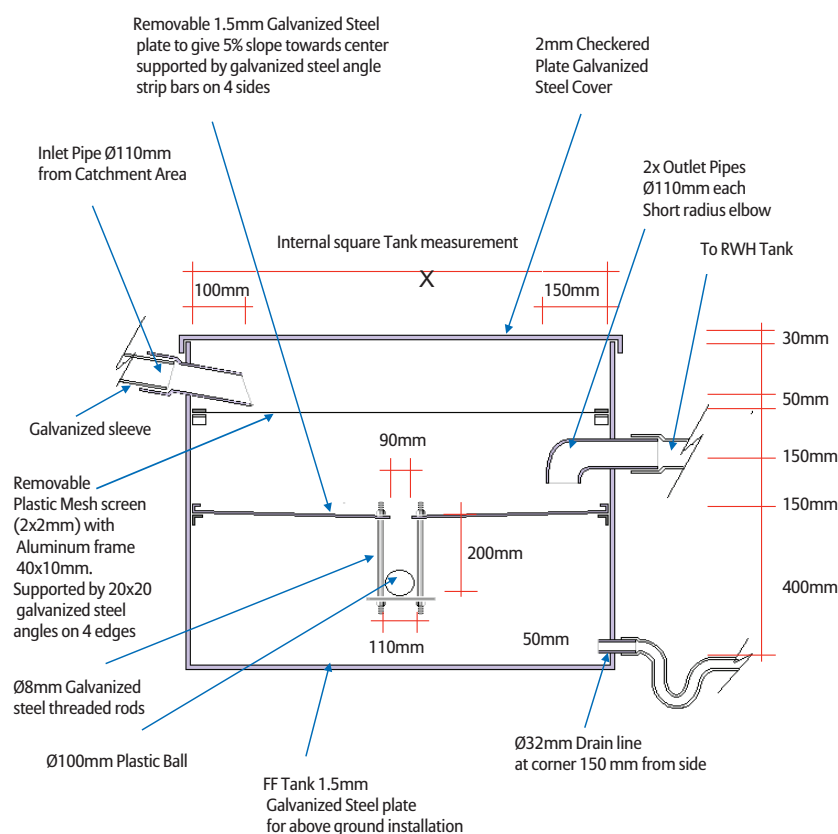 Removable 1.5mm Galvanized Steel
plate to give 5% slope towards center
supported by galvanized steel angle
strip bars on 4 sides
2mm Checkered
Plate Galvanized
Steel Cover
Inlet Pipe Ø110mm
from Catchment Area
2x Outlet Pipes
Ø110mm each
Short radius elbow
Internal square Tank measurement
To RWH Tank
X
100mm
150mm
30mm
50mm
Galvanized sleeve
90mm
150mm
Removable
Plastic Mesh screen
(2x2mm) with
Aluminum frame
40x10mm.
Supported by 20x20
galvanized steel
angles on 4 edges
150mm
200mm
400mm
110mm
50mm
Ø8mm Galvanized
steel threaded rods
Ø100mm Plastic Ball
Ø32mm Drain line
at corner 150 mm from side
FF Tank 1.5mm
Galvanized Steel plate
for above ground installation